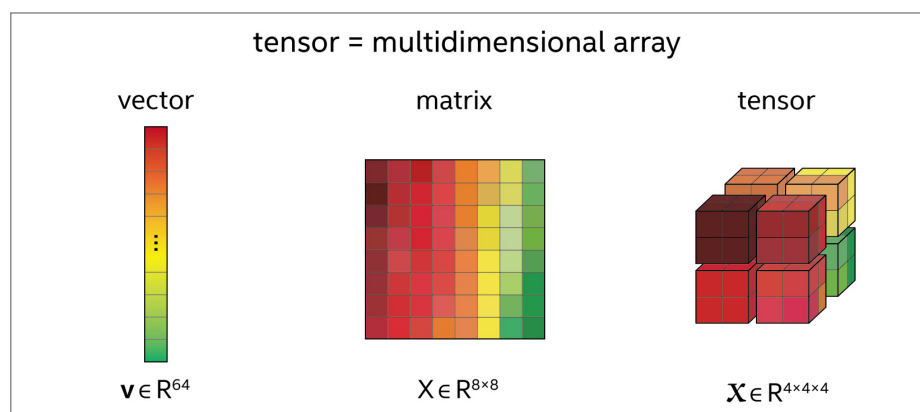 tensor = multidimensional array
vector
matrix
tensor
...
v ∈ R⁶⁴
X ∈ R⁸ˣ⁸
𝓧 ∈ R⁴ˣ⁴ˣ⁴